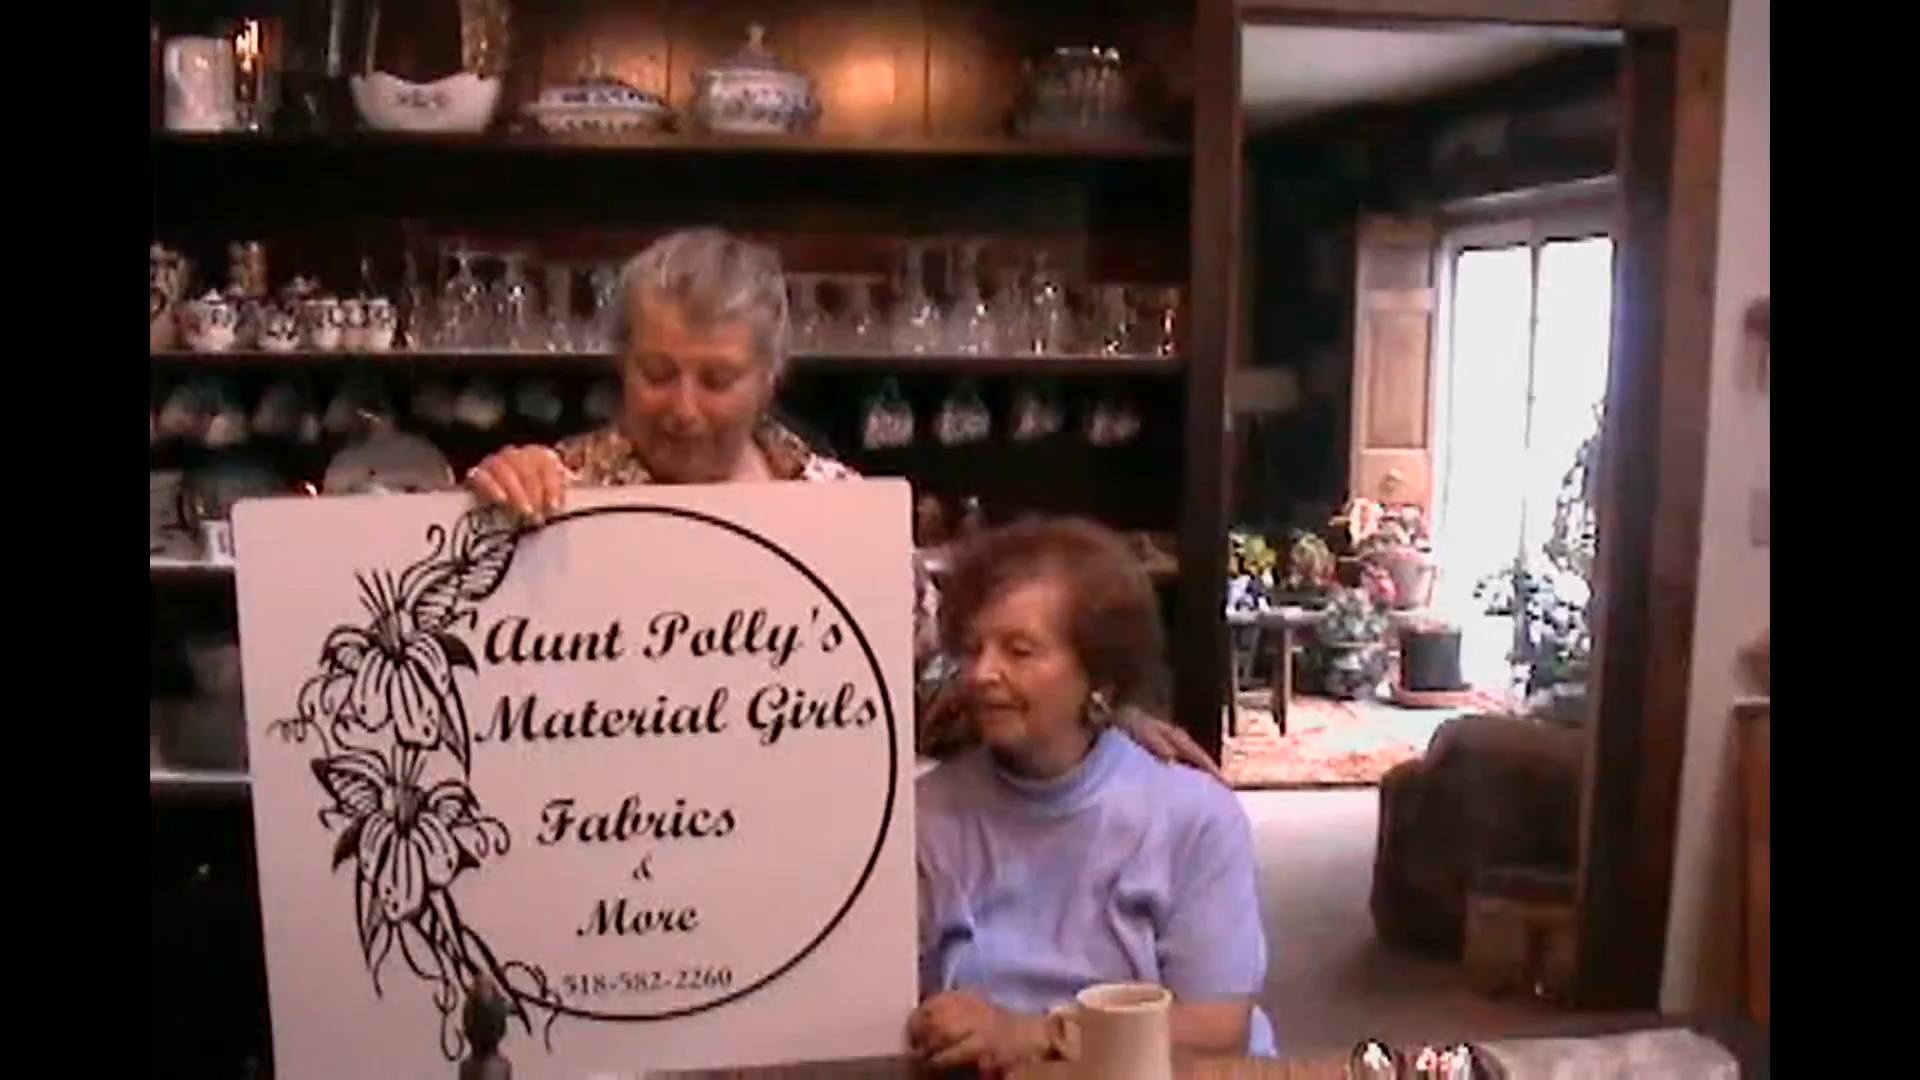 Aunt Polly's
Material Girls
Fabrics
&
More
518-582-2260